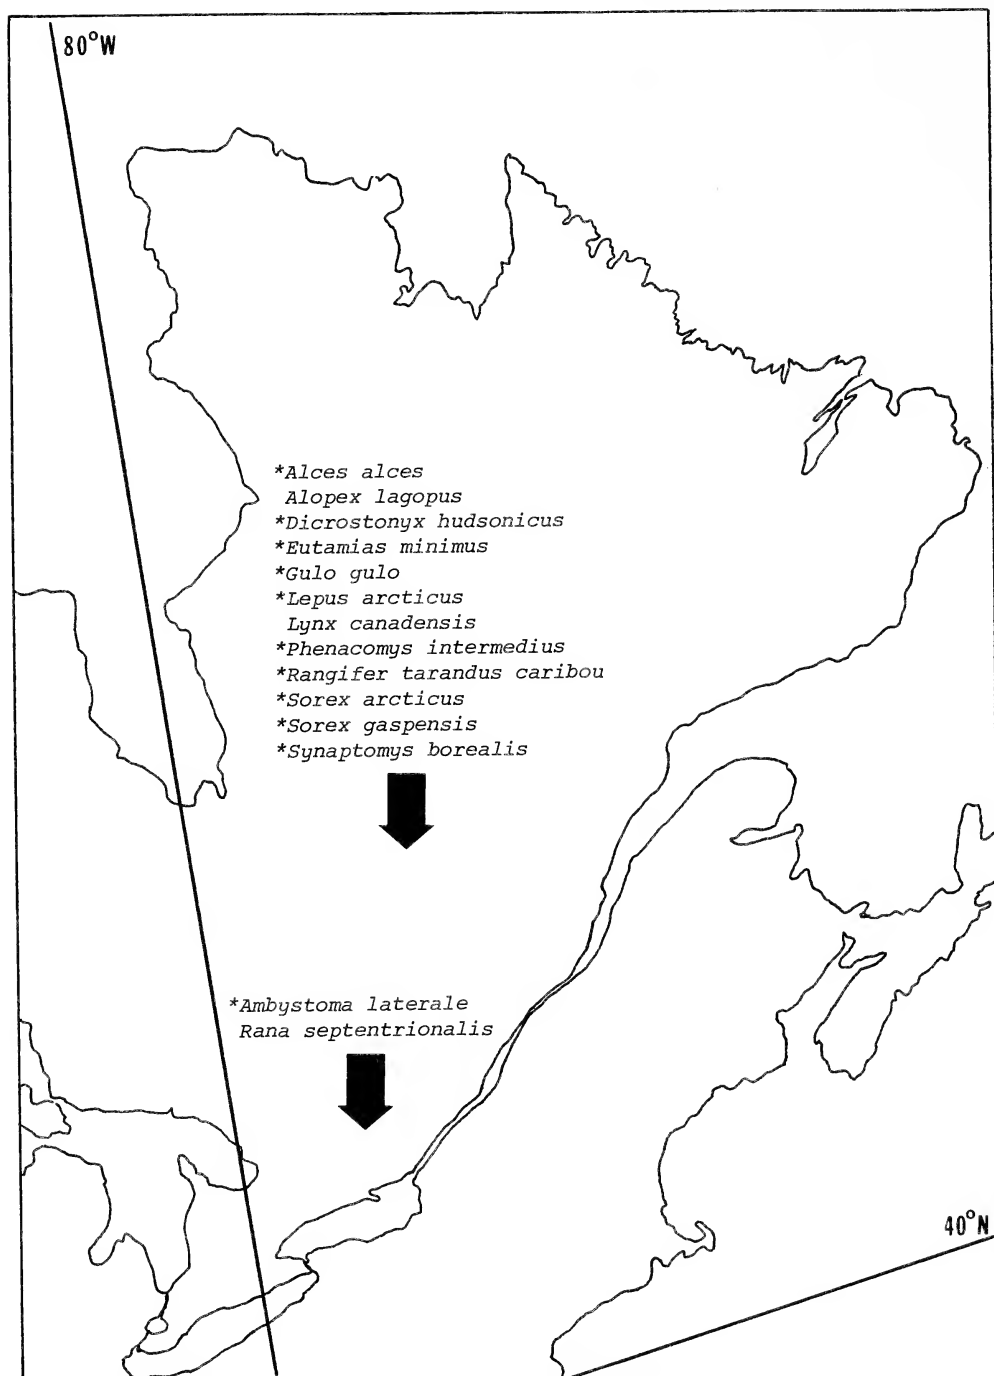 80°W
*Alces alces
Alopex lagopus
*Dicrostonyx hudsonicus
*Eutamias minimus
*Gulo gulo
*Lepus arcticus
Lynx canadensis
*Phenacomys intermedius
*Rangifer tarandus caribou
*Sorex arcticus
*Sorex gaspensis
*Synaptomys borealis
*Ambystoma laterale
Rana septentrionalis
40°N